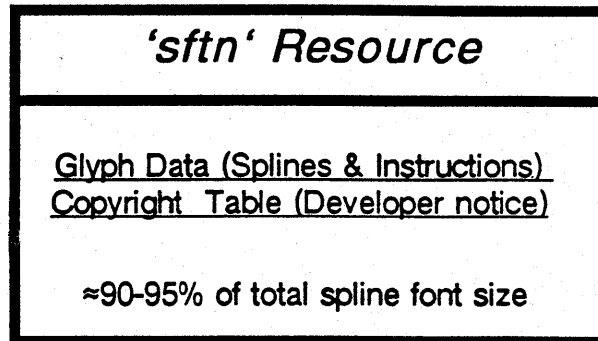 ‘sftn‘ Resource
Glyph Data (Splines & Instructions)
Copyright Table (Developer notice)
≈90-95% of total spline font size